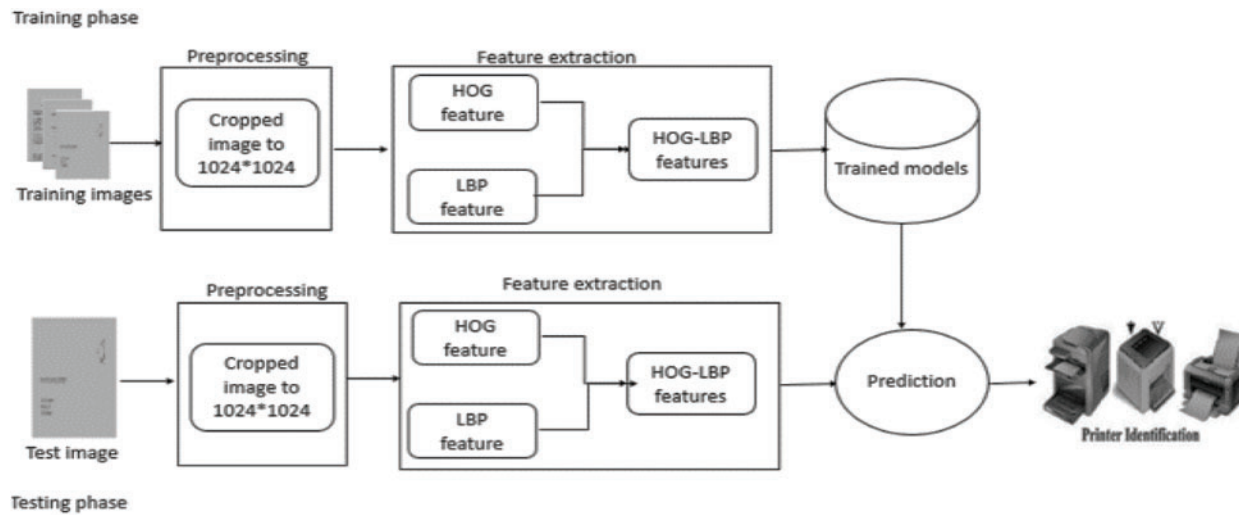 Training phase
Preprocessing
Feature extraction
HOG
feature
Cropped
image to
1024*1024
HOG-LBP
features
LBP
feature
Trained models
Training images
Preprocessing
Feature extraction
HOG
feature
Cropped
image to
1024*1024
HOG-LBP
features
LBP
feature
Prediction
Printer Identification
Test image
Testing phase